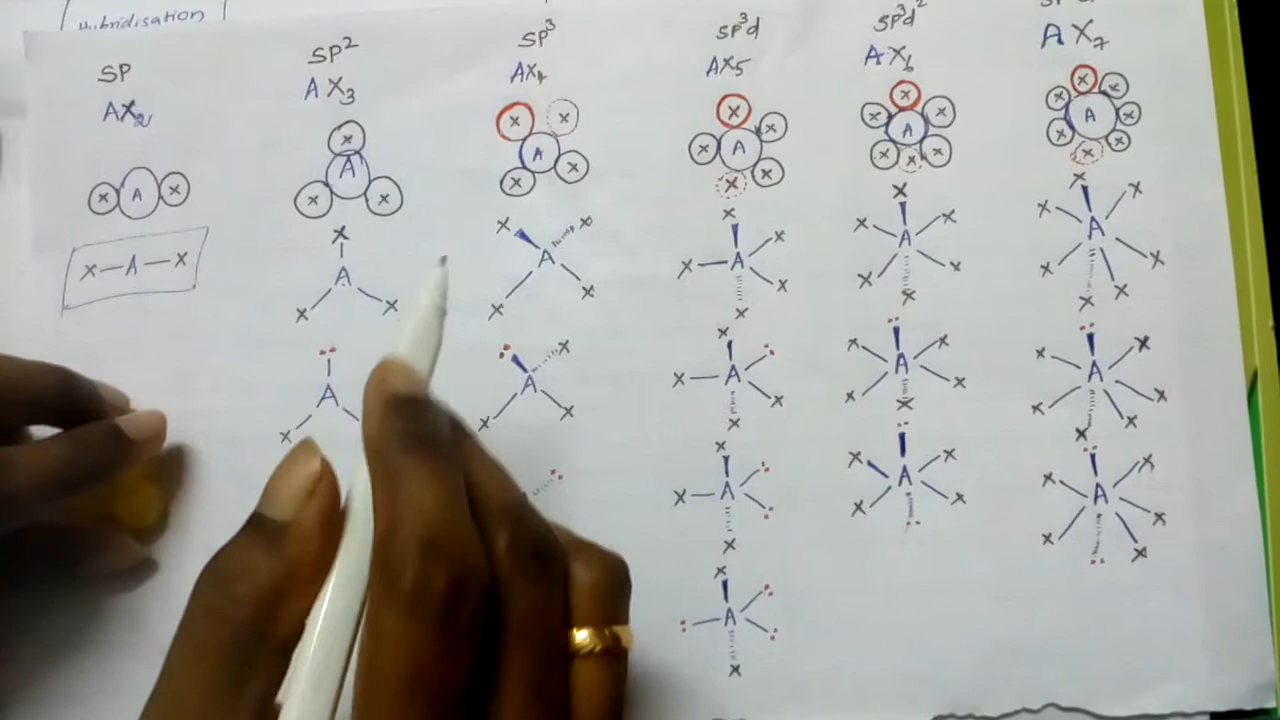 Hybridisation
SP
AX2
X A X
X—A—X
SP2
AX3
X
A
X X
X
A
X X
A
X
SP3
AX4
X X
A
X X
X X
A
X X
X
A
X X
SP3d
AX5
X
X A X
X
X
X
X
X—A
X
X
X
X—A
X
X
X
X—A
X
X
A
X
SP3d2
AX6
X
X X
A
X X X
X
X X
A
X X
X
X X
A
X X
X
X X
A
X X
AX7
X X
X A X
X X
X
X X
X
A
X X
X X
X X
A
X X
X X
X X
A
X
X X